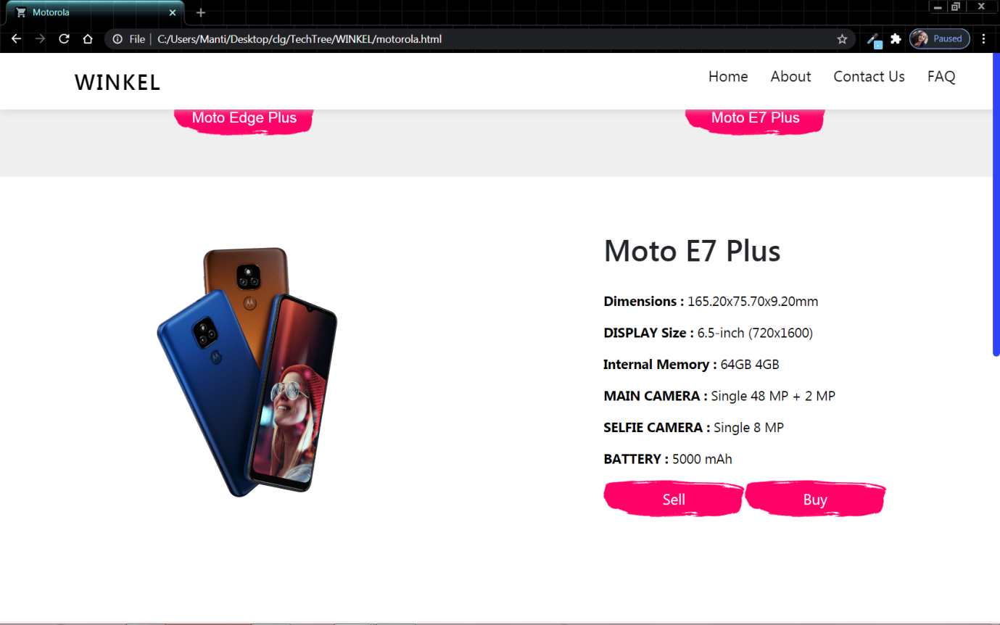 Motorola
File | C:/Users/Manti/Desktop/clg/TechTree/WINKEL/motorola.html
Paused
WINKEL
Home About Contact Us FAQ
Moto Edge Plus
Moto E7 Plus
Moto E7 Plus
Dimensions : 165.20x75.70x9.20mm
DISPLAY Size : 6.5-inch (720x1600)
Internal Memory : 64GB 4GB
MAIN CAMERA : Single 48 MP + 2 MP
SELFIE CAMERA : Single 8 MP
BATTERY : 5000 mAh
Sell
Buy